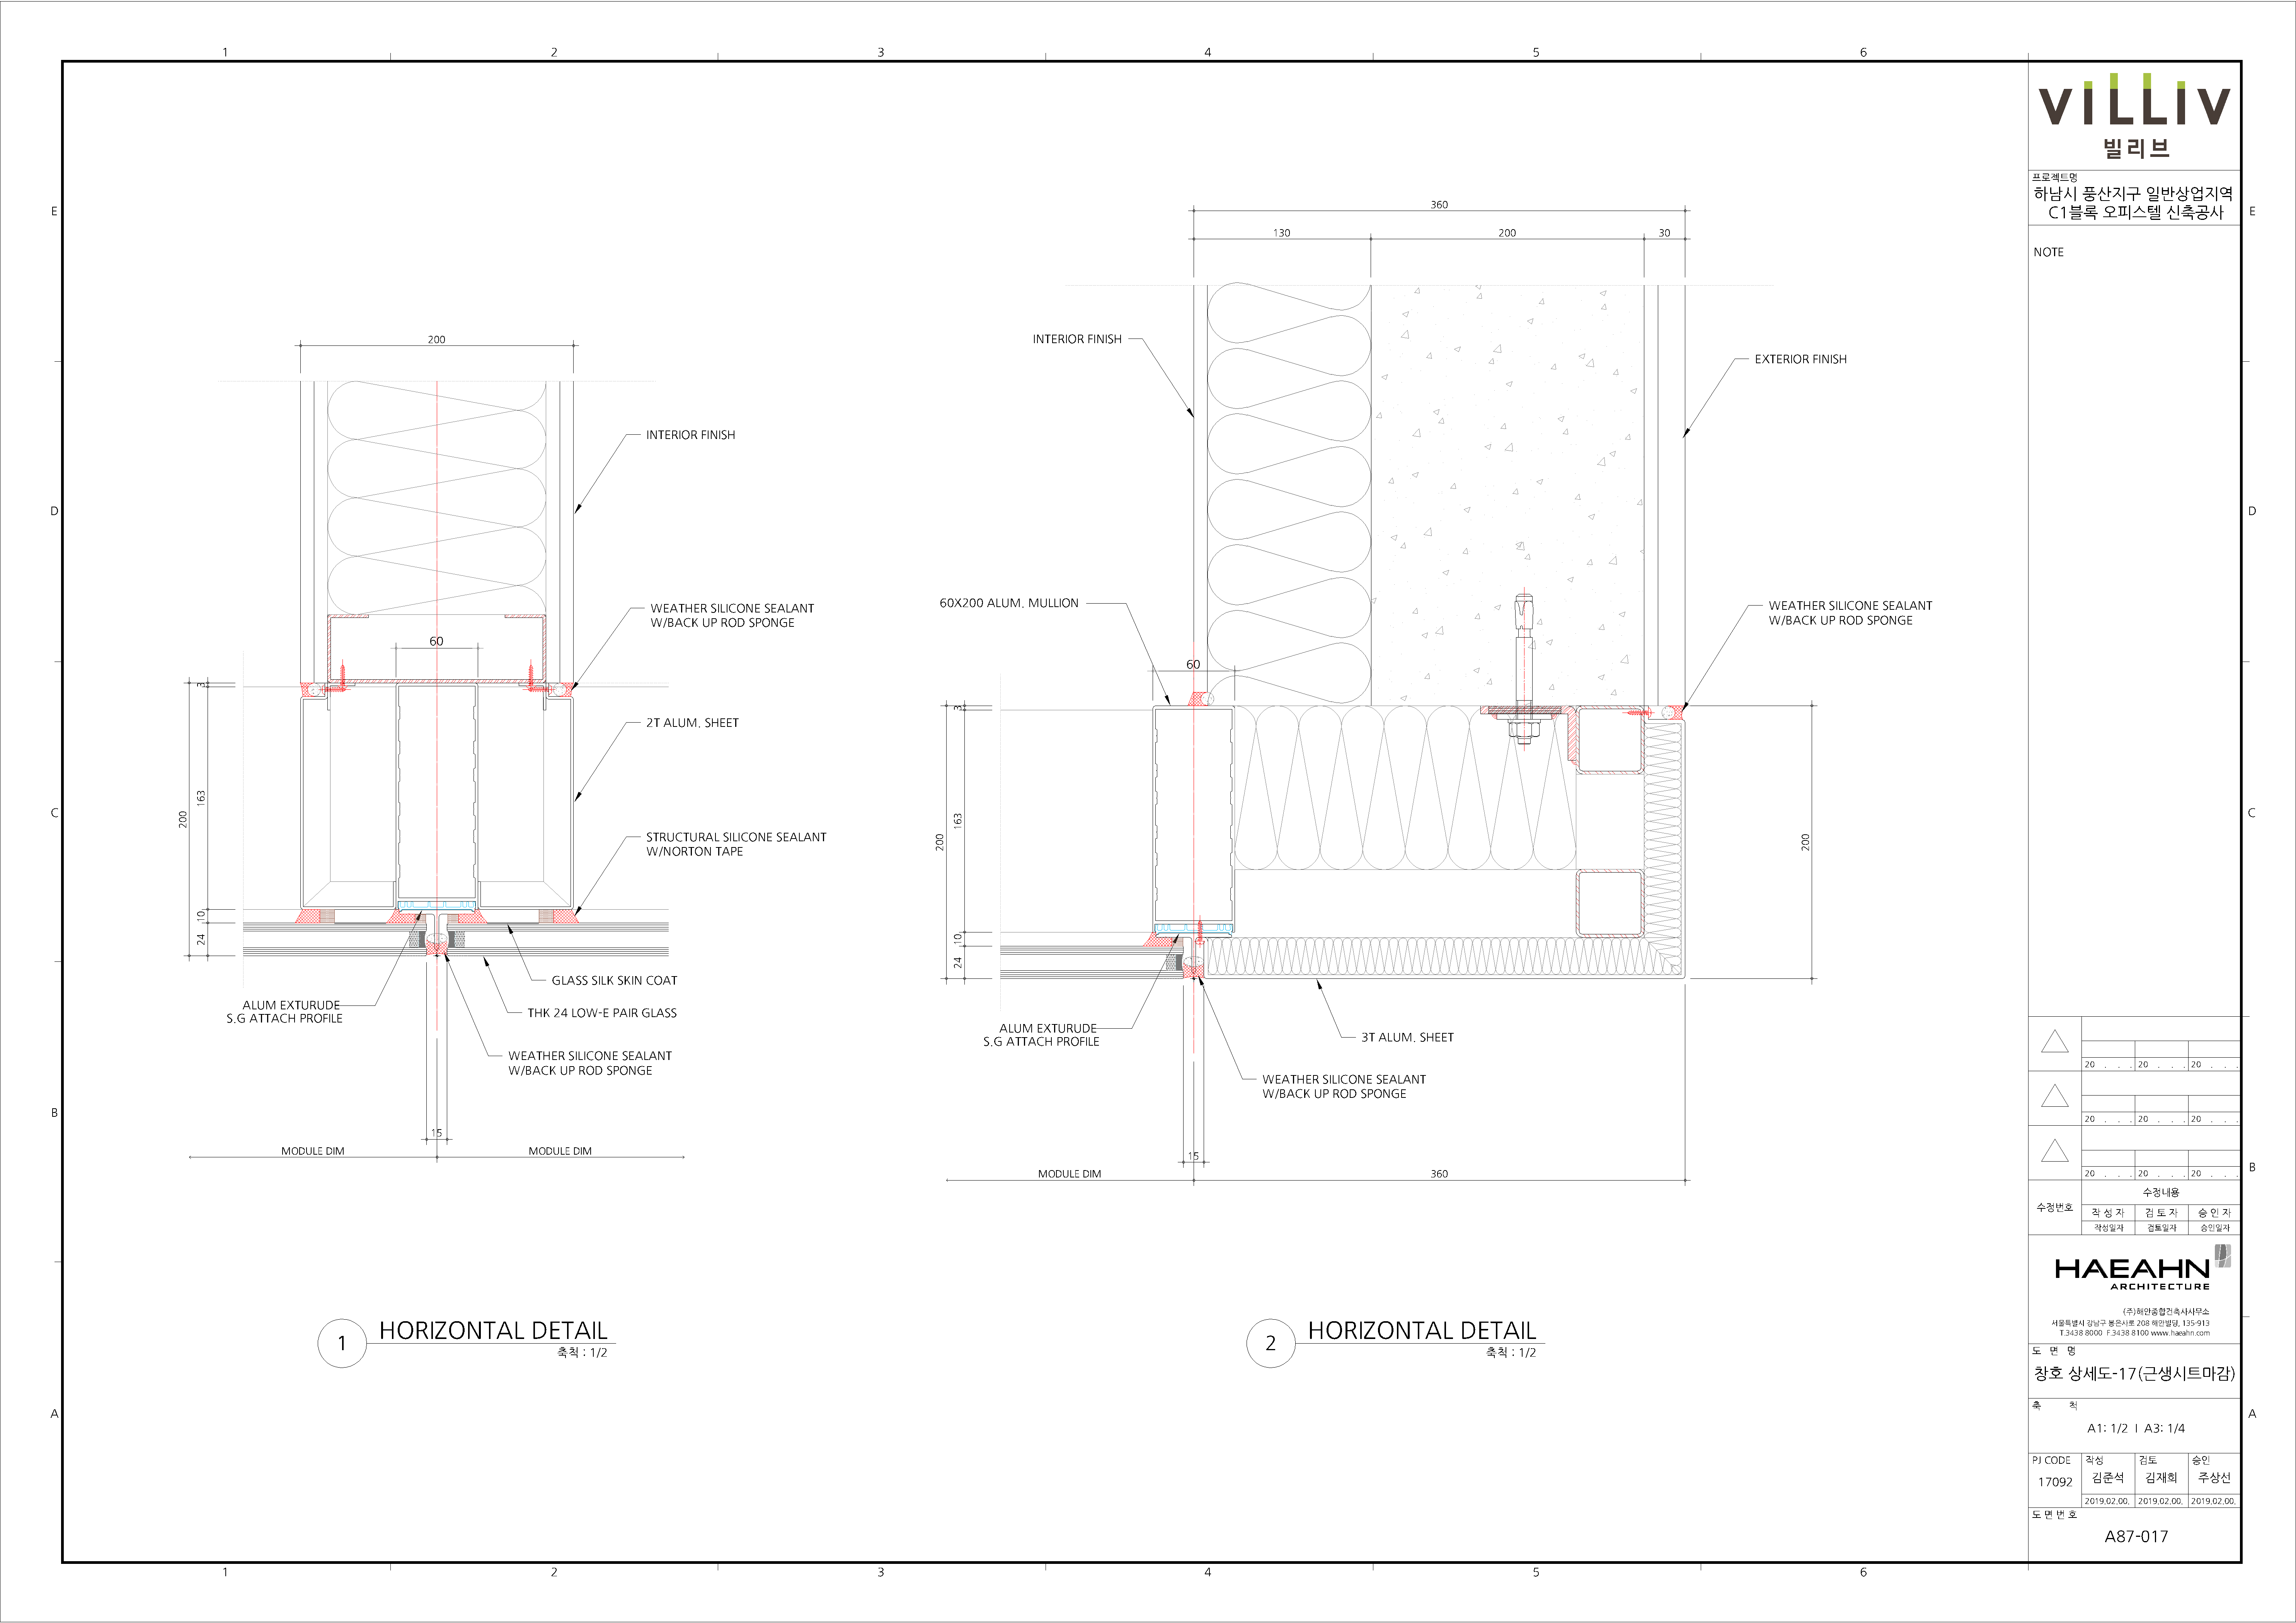 1 2 3 4 5 6
E
D
C
B
A
200
INTERIOR FINISH
WEATHER SILICONE SEALANT
W/BACK UP ROD SPONGE
60
3
2T ALUM. SHEET
163
200
STRUCTURAL SILICONE SEALANT
W/NORTON TAPE
10
24
GLASS SILK SKIN COAT
ALUM EXTURUDE
S.G ATTACH PROFILE
THK 24 LOW-E PAIR GLASS
WEATHER SILICONE SEALANT
W/BACK UP ROD SPONGE
15
MODULE DIM MODULE DIM
1 HORIZONTAL DETAIL
축척 : 1/2
360
130 200 30
INTERIOR FINISH
EXTERIOR FINISH
60X200 ALUM. MULLION
WEATHER SILICONE SEALANT
W/BACK UP ROD SPONGE
60
3
163
200
200
10
24
ALUM EXTURUDE
S.G ATTACH PROFILE
3T ALUM. SHEET
WEATHER SILICONE SEALANT
W/BACK UP ROD SPONGE
15
MODULE DIM 360
2 HORIZONTAL DETAIL
축척 : 1/2
VILLIV
빌리브
프로젝트명
하남시 풍산지구 일반상업지역
C1블록 오피스텔 신축공사
NOTE
20 . . . 20 . . . 20 . . .
20 . . . 20 . . . 20 . . .
20 . . . 20 . . . 20 . . .
수정번호
수정내용
작 성 자 검 토 자 승 인 자
작성일자 검토일자 승인일자
HAEAHN
ARCHITECTURE
(주)해안종합건축사사무소
서울특별시 강남구 봉은사로 208 해안빌딩, 135-913
T.3438 8000 F.3438 8100 www.haeahn.com
도 면 명
창호 상세도-17(근생시트마감)
축 척
A1: 1/2 I A3: 1/4
PJ CODE 작성 검토 승인
17092 김준석 김재희 주상선
2019.02.00. 2019.02.00. 2019.02.00.
도 면 번 호
A87-017
E
D
C
B
A
1 2 3 4 5 6